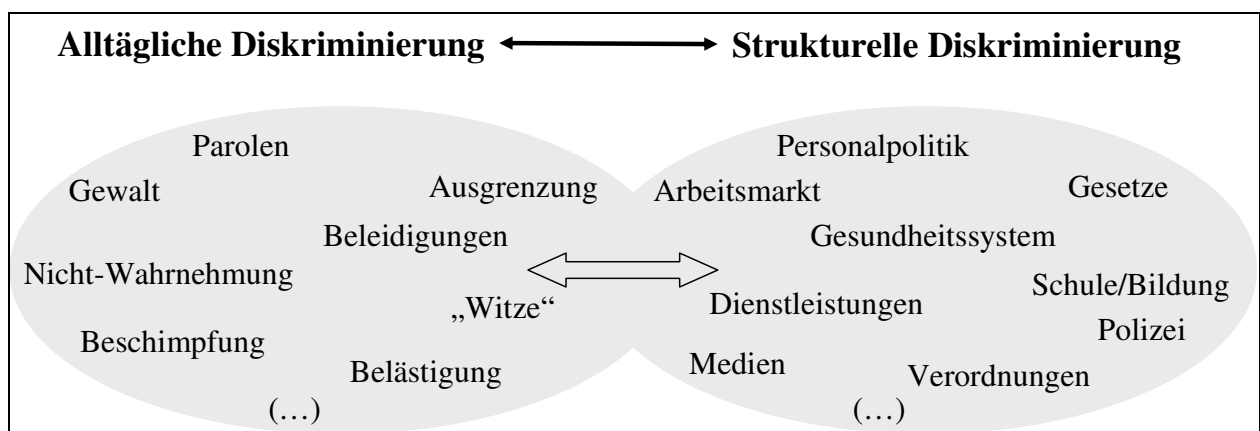 Alltägliche Diskriminierung
Strukturelle Diskriminierung
Parolen
Gewalt
Ausgrenzung
Beleidigungen
Nicht-Wahrnehmung
„Witze“
Beschimpfung
Belästigung
(…)
Personalpolitik
Arbeitsmarkt
Gesetze
Gesundheitssystem
Schule/Bildung
Dienstleistungen
Polizei
Medien
Verordnungen
(…)